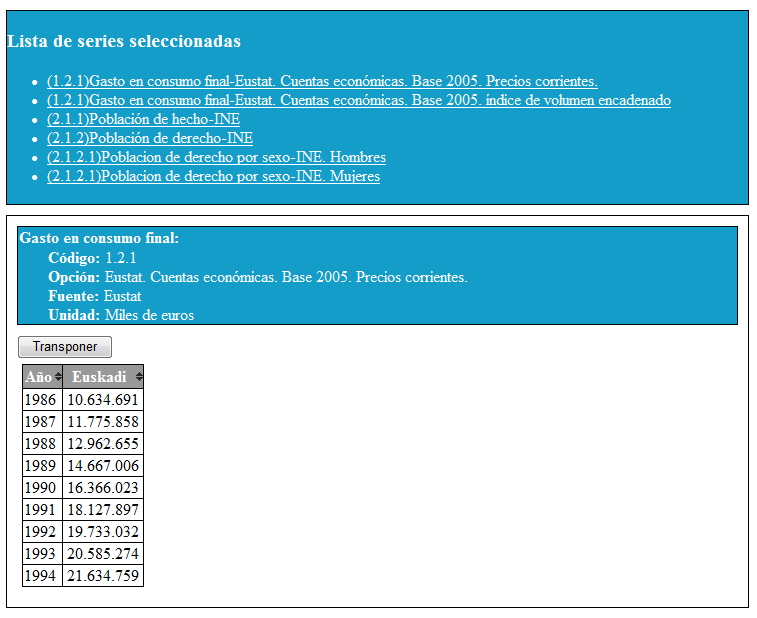 Lista de series seleccionadas
(1.2.1)Gasto en consumo final-Eustat. Cuentas económicas. Base 2005. Precios corrientes.
(1.2.1)Gasto en consumo final-Eustat. Cuentas económicas. Base 2005. índice de volumen encadenado
(2.1.1)Población de hecho-INE
(2.1.2)Población de derecho-INE
(2.1.2.1)Poblacion de derecho por sexo-INE. Hombres
(2.1.2.1)Poblacion de derecho por sexo-INE. Mujeres
Gasto en consumo final:
Código: 1.2.1
Opción: Eustat. Cuentas económicas. Base 2005. Precios corrientes.
Fuente: Eustat
Unidad: Miles de euros
Transponer
Año Euskadi
1986 10.634.691
1987 11.775.858
1988 12.962.655
1989 14.667.006
1990 16.366.023
1991 18.127.897
1992 19.733.032
1993 20.585.274
1994 21.634.759